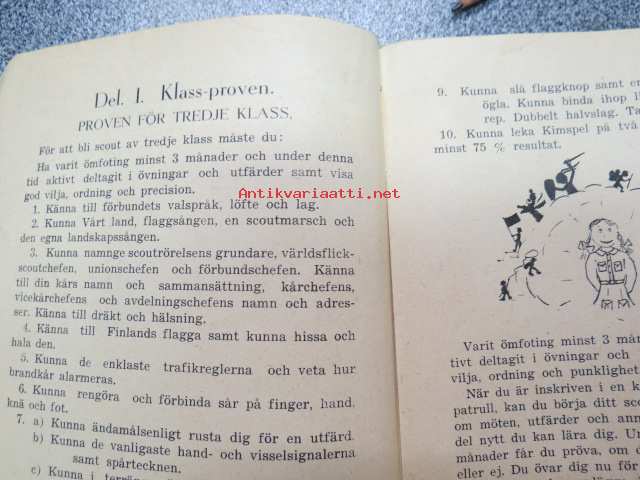 Del. I. Klass-proven.
PROVEN FÖR TREDJE KLASS.
För att bli scout av tredje klass måste du:
Ha varit ömfoting minst 3 månader och under denna
tid aktivt deltagit i övningar och utfärder samt visa
god vilja, ordning och precision.
1. Känna till förbundets valspråk, löfte och lag.
2. Kunna Vårt land, flaggsången, en scoutmarsch och
den egna landskapssången.
3. Kunna namnge scoutrörelsens grundare, världsflick-
scoutchefen, unionschefen och förbundschefen. Känna
till din kårs namn och sammansättning, kårchefens,
vicekårchefens och avdelningschefens namn och adres-
ser. Känna till dräkt och hälsning.
4. Känna till Finlands flagga samt kunna hissa och
hala den.
5. Kunna de enklaste trafikreglerna och veta hur
brandkår alarmeras.
6. Kunna rengöra och förbinda sår på finger, hand,
knä och fot.
7. a) Kunna ändamålsenligt rusta dig för en utfärd.
b) Kunna de vanligaste hand- och visselsignalerna
samt spårtecknen.
c) Kunna i
Antikvariaatti.net
9. Kunna slå flaggknop samt en
ögla. Kunna binda ihop
rep. Dubbelt halvslag.
10. Kunna leka Kimspel på två
minst 75 % resultat.
Varit ömfoting minst 3
tivt deltagit i övningar och
vilja, ordning och punklighet
När du är inskriven i en
patrull, kan du börja ditt
om möten, utfärder och
del nytt du kan lära dig.
månader får du pröva, om
eller ej. Du övar dig nu för